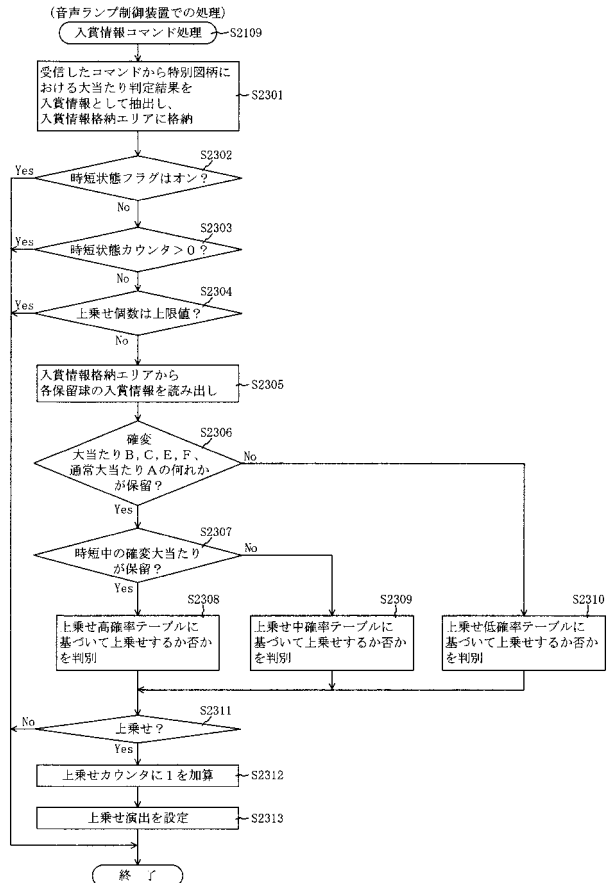 (音声ランプ制御装置での処理)
入賞情報コマンド処理
S2109
受信したコマンドから特別図柄に
おける大当たり判定結果を
入賞情報として抽出し、
入賞情報格納エリアに格納
S2301
S2302
Yes
時短状態フラグはオン?
No
S2303
Yes
時短状態カウンタ>0?
No
S2304
Yes
上乗せ個数は上限値?
No
入賞情報格納エリアから
各保留球の入賞情報を読み出し
S2305
S2306
確変
大当たりB,C,E,F、
通常大当たりAの何れか
が保留?
No
Yes
S2307
時短中の確変大当たり
が保留?
No
Yes
S2308
上乗せ高確率テーブルに
基づいて上乗せするか否か
を判別
S2309
上乗せ中確率テーブルに
基づいて上乗せするか否か
を判別
S2310
上乗せ低確率テーブルに
基づいて上乗せするか否か
を判別
S2311
No
上乗せ?
Yes
上乗せカウンタに1を加算
S2312
上乗せ演出を設定
S2313
終 了